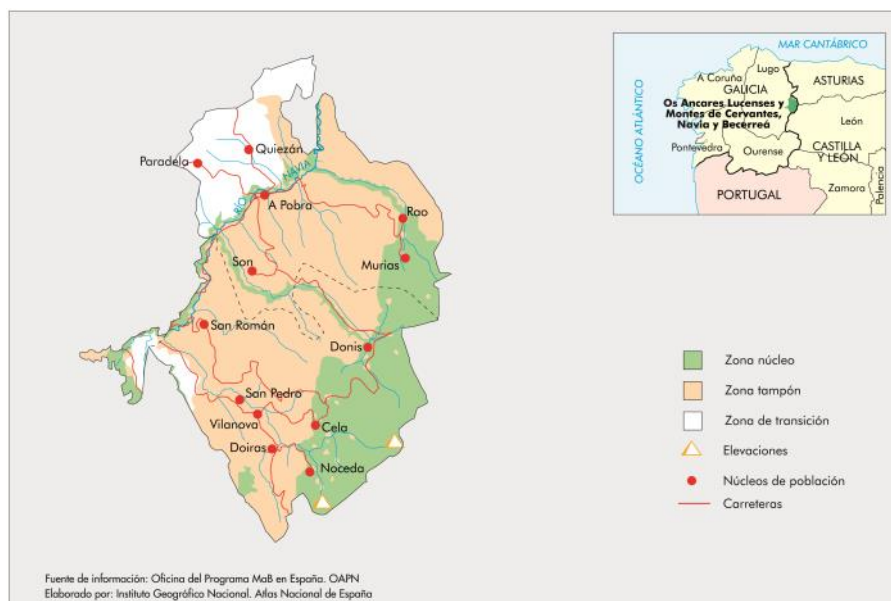 Quiezán
Paradela
RÍO NAVIA
A Pobra
Rao
Son
Murias
San Román
Donis
San Pedro
Vilanova
Cela
Doiras
Noceda
MAR CANTÁBRICO
OCÉANO ATLÁNTICO
A Coruña
Lugo
ASTURIAS
GALICIA
Os Ancares Lucenses y
Montes de Cervantes,
Navia y Becerreá
León
Pontevedra
Ourense
CASTILLA
Y LEÓN
Palencia
PORTUGAL
Zamora
Zona núcleo
Zona tampón
Zona de transición
Elevaciones
Núcleos de población
Carreteras
Fuente de información: Oficina del Programa MaB en España. OAPN
Elaborado por: Instituto Geográfico Nacional. Atlas Nacional de España